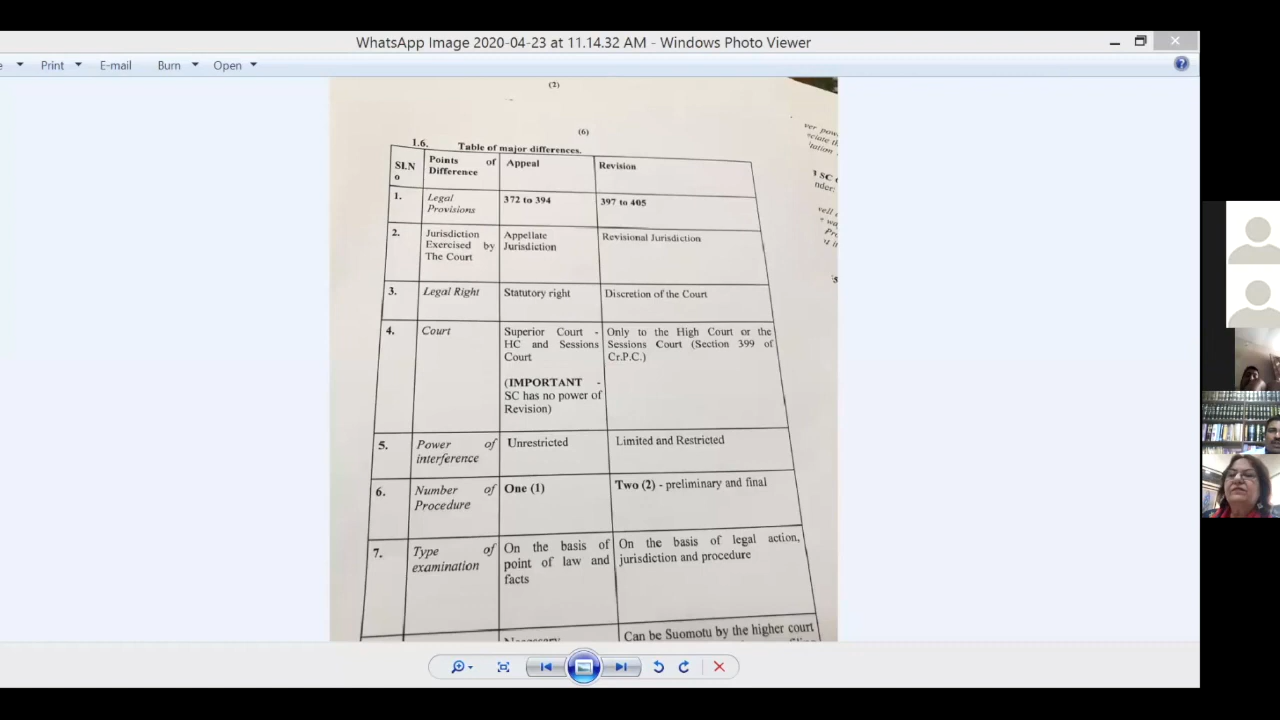 WhatsApp Image 2020-04-23 at 11.14.32 AM - Windows Photo Viewer
Print E-mail Burn Open
(2)
(6)
1.6. Table of major differences.
SI.N
o
Points of
Difference
Appeal
Revision
1.
Legal
Provisions
372 to 394
397 to 405
2.
Jurisdiction
Exercised by
The Court
Appellate
Jurisdiction
Revisional Jurisdiction
3.
Legal Right
Statutory right
Discretion of the Court
4.
Court
Superior Court -
HC and Sessions
Court
(IMPORTANT -
SC has no power of
Revision)
Only to the High Court or the
Sessions Court (Section 399 of
Cr.P.C.)
5.
Power of
interference
Unrestricted
Limited and Restricted
6.
Number of
Procedure
One (1)
Two (2) - preliminary and final
7.
Type of
examination
On the basis of
point of law and
facts
On the basis of legal action,
jurisdiction and procedure
Can be Suomotu by the higher court